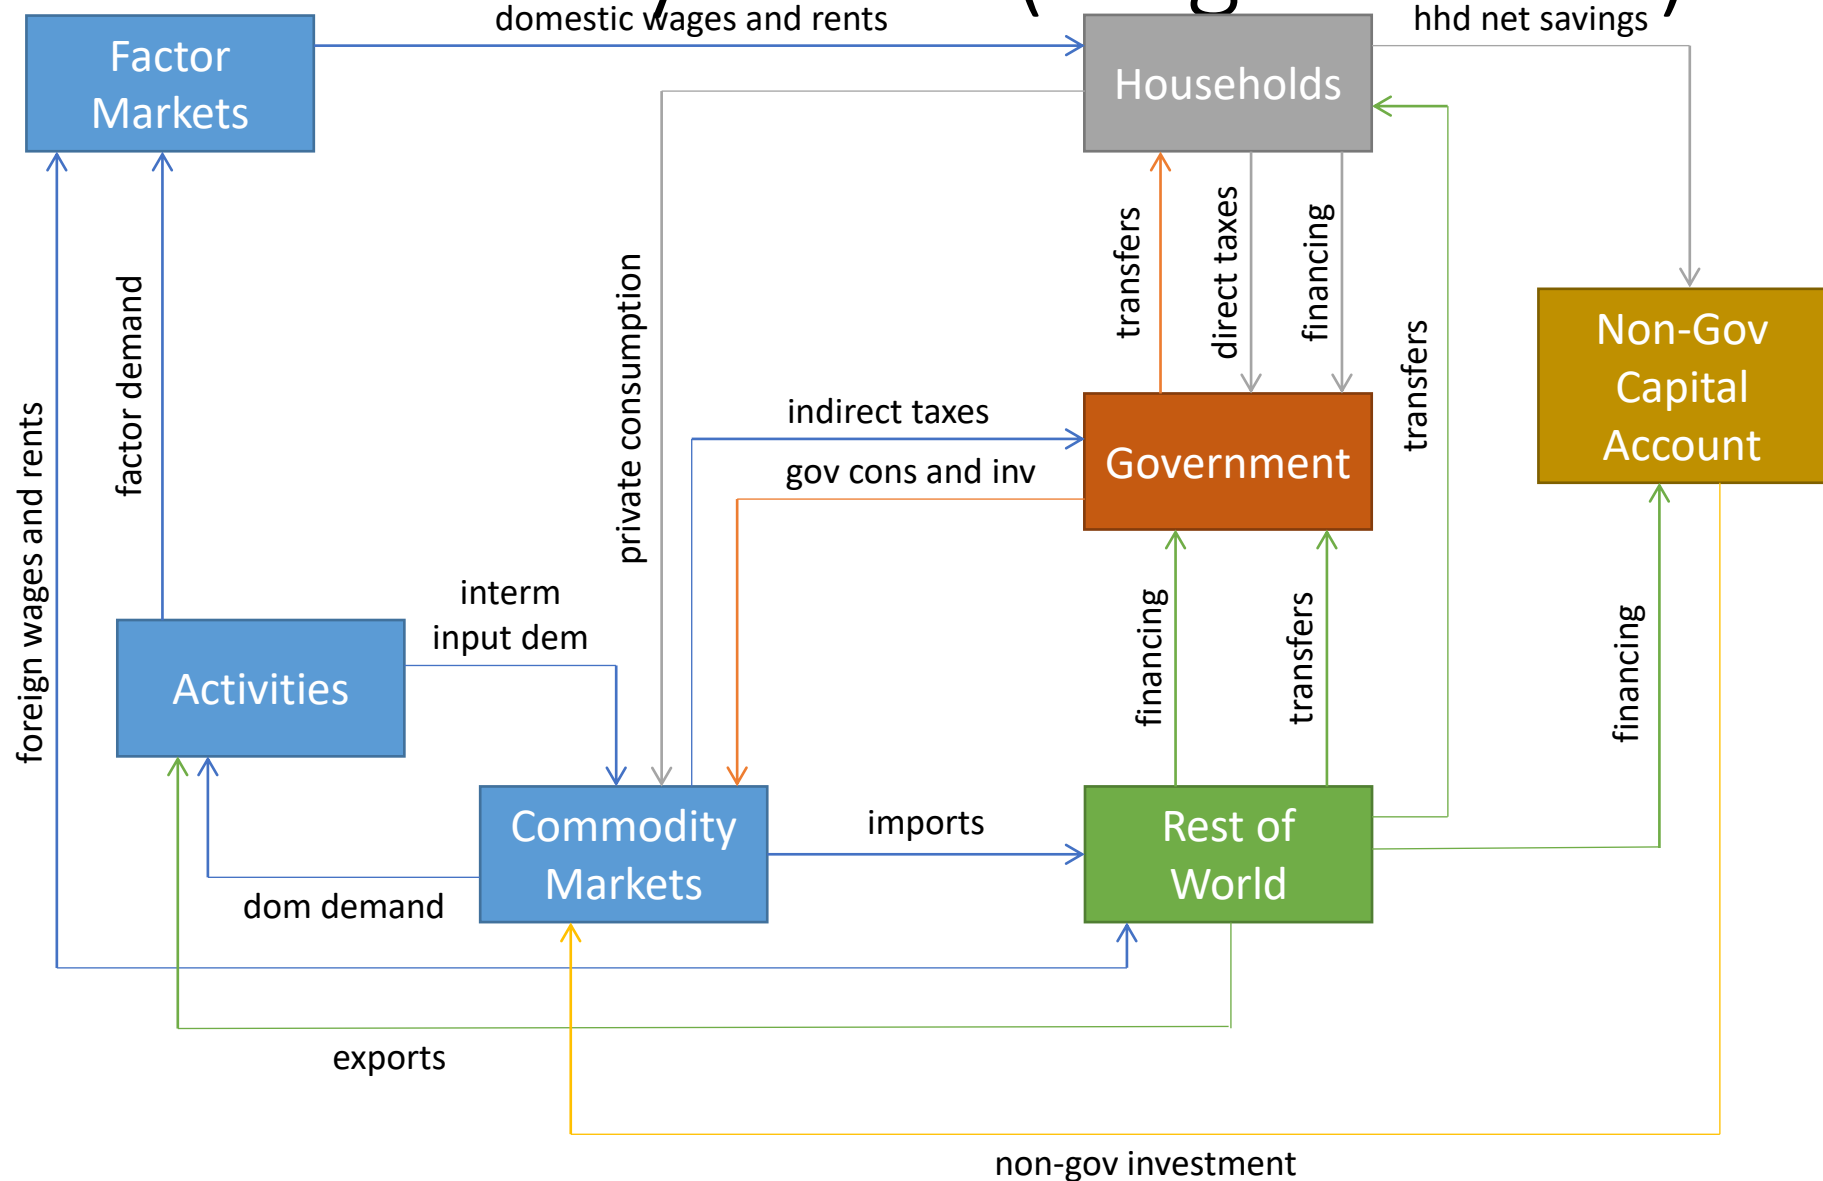 domestic wages and rents
hhd net savings
Factor
Markets
Households
transfers
direct taxes
financing
transfers
private consumption
factor demand
foreign wages and rents
Non-Gov
Capital
Account
indirect taxes
gov cons and inv
Government
interm
input dem
Activities
financing
transfers
financing
Commodity
Markets
imports
Rest of
World
dom demand
exports
non-gov investment